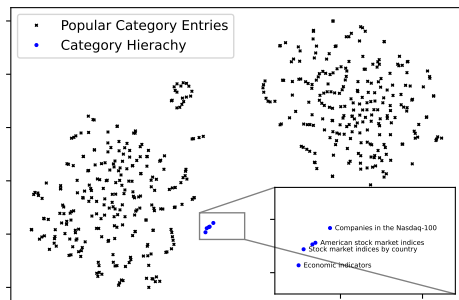 Popular Category Entries
Category Hierachy
Companies in the Nasdaq-100
American stock market indices
Stock market indices by country
Economic indicators